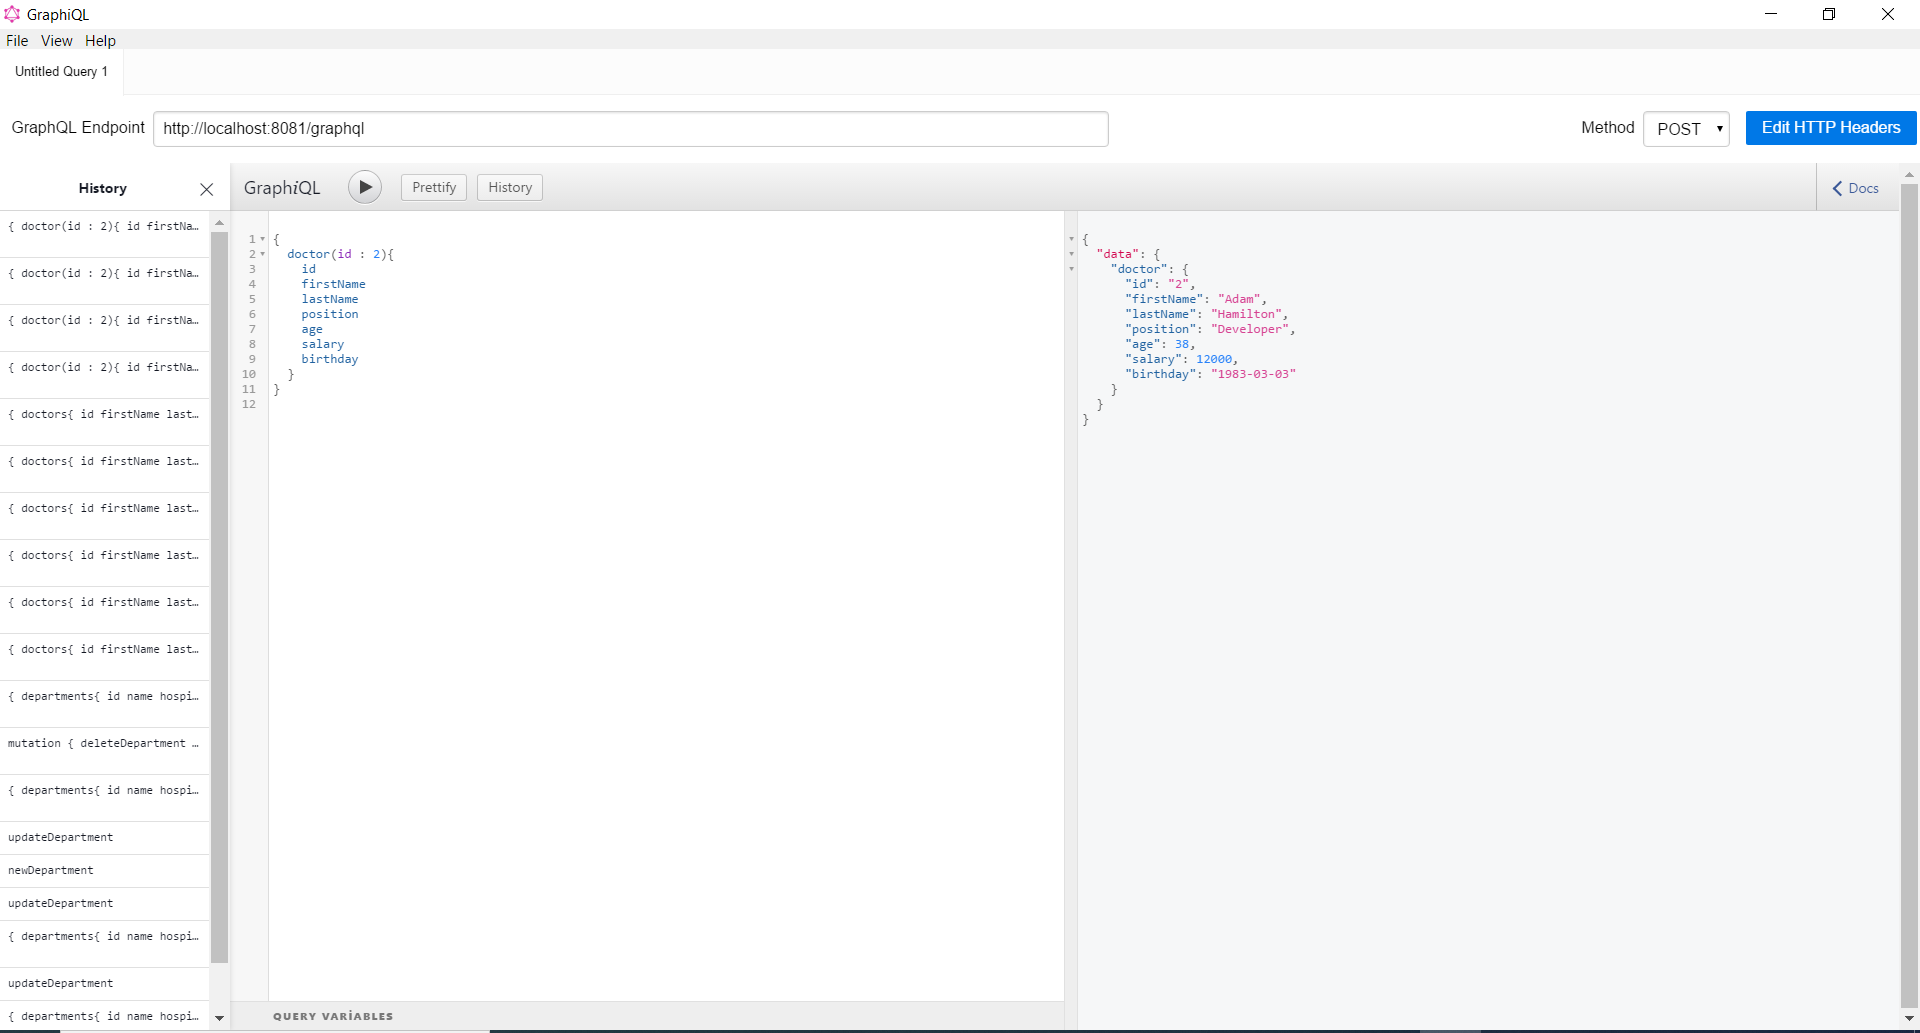 GraphiQL
File View Help
Untitled Query 1
GraphQL Endpoint http://localhost:8081/graphql Method POST Edit HTTP Headers
History
{ doctor(id : 2){ id firstNa…
{ doctor(id : 2){ id firstNa…
{ doctor(id : 2){ id firstNa…
{ doctor(id : 2){ id firstNa…
{ doctors{ id firstName last…
{ doctors{ id firstName last…
{ doctors{ id firstName last…
{ doctors{ id firstName last…
{ doctors{ id firstName last…
{ doctors{ id firstName last…
{ departments{ id name hospi…
mutation { deleteDepartment …
{ departments{ id name hospi…
updateDepartment
newDepartment
updateDepartment
{ departments{ id name hospi…
updateDepartment
{ departments{ id name hospi…
GraphiQL Prettify History Docs
1 {
2 doctor(id : 2){
3 id
4 firstName
5 lastName
6 position
7 age
8 salary
9 birthday
10 }
11 }
12
QUERY VARİABLES
{
"data": {
"doctor": {
"id": "2",
"firstName": "Adam",
"lastName": "Hamilton",
"position": "Developer",
"age": 38,
"salary": 12000,
"birthday": "1983-03-03"
}
}
}